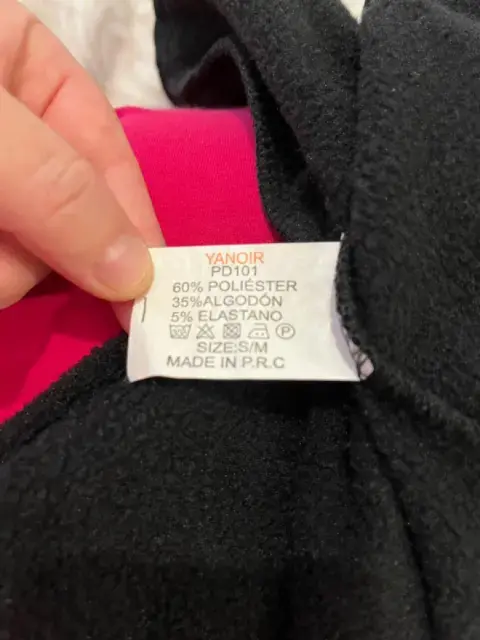 YANOIR
PD101
60% POLIÉSTER
35%ALGODÓN
5% ELASTANO
P
SIZE:S/M
MADE IN P.R.C